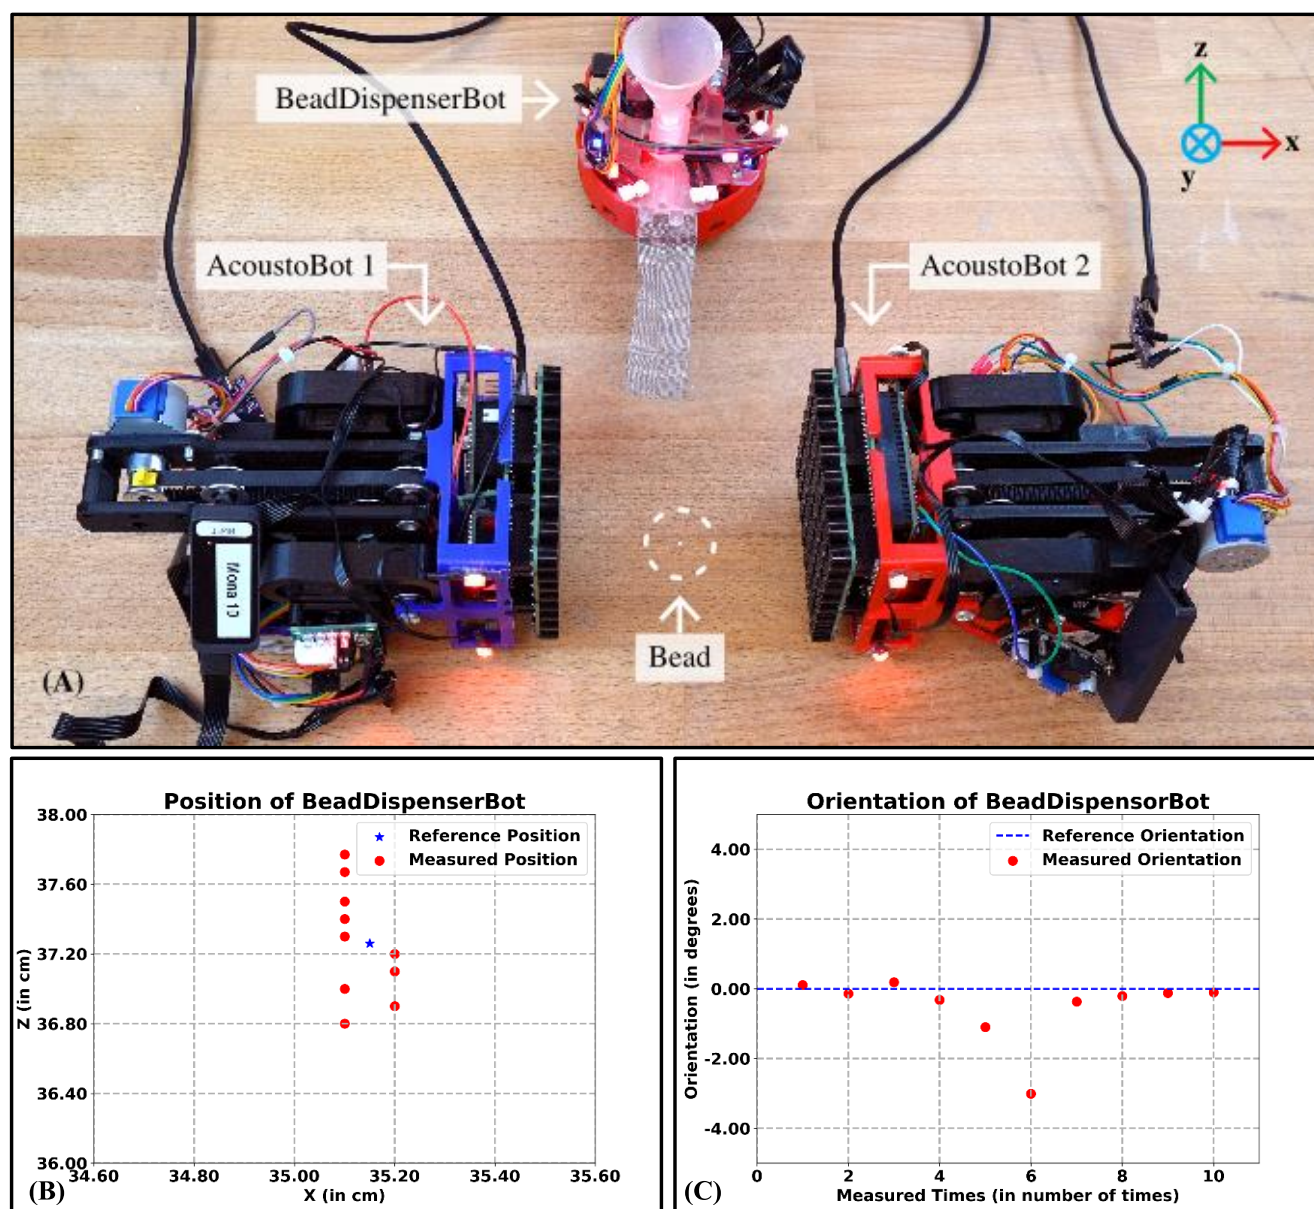 z
BeadDispenserBot
x
y
AcoustoBot 1
AcoustoBot 2
Mona 1D
Bead
(A)
Position of BeadDispenserBot
38.00
37.60
37.20
36.80
36.40
36.00
Z (in cm)
Reference Position
Measured Position
34.60 34.80 35.00 35.20 35.40 35.60
X (in cm)
(B)
Orientation of BeadDispensorBot
4.00
2.00
0.00
-2.00
-4.00
Orientation (in degrees)
Reference Orientation
Measured Orientation
0 2 4 6 8 10
Measured Times (in number of times)
(C)